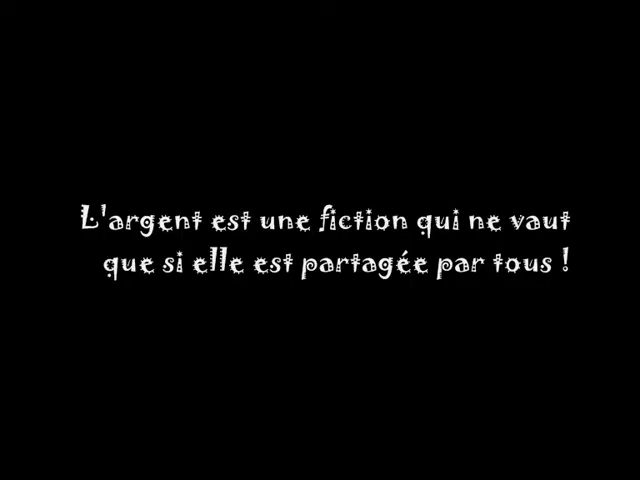 L'argent est une fiction qui ne vaut
que si elle est partagée par tous !